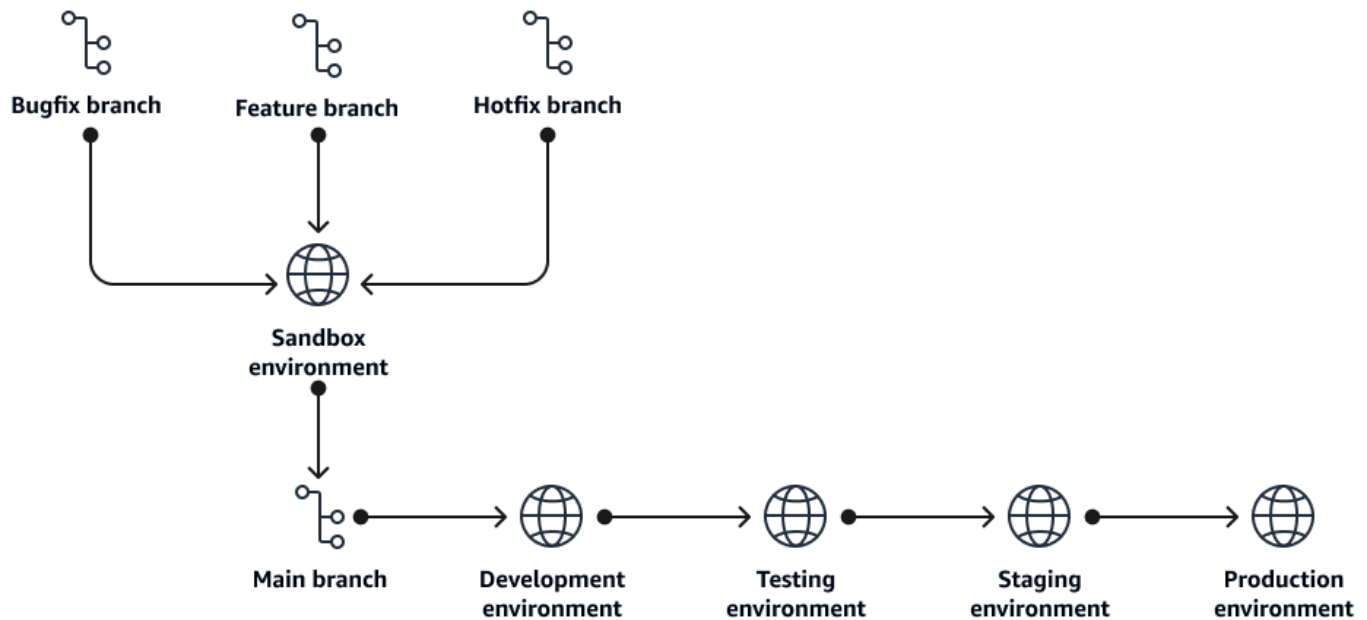 Bugfix branch
Feature branch
Hotfix branch
Sandbox
environment
Main branch
Development
environment
Testing
environment
Staging
environment
Production
environment